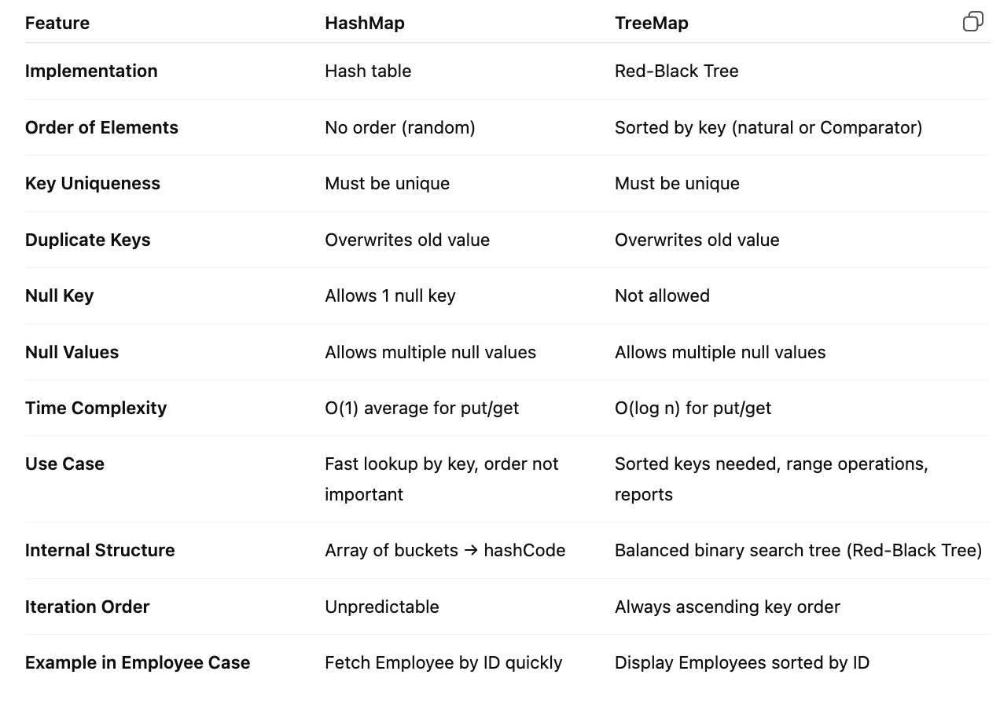 Feature HashMap TreeMap
Implementation Hash table Red-Black Tree
Order of Elements No order (random) Sorted by key (natural or Comparator)
Key Uniqueness Must be unique Must be unique
Duplicate Keys Overwrites old value Overwrites old value
Null Key Allows 1 null key Not allowed
Null Values Allows multiple null values Allows multiple null values
Time Complexity O(1) average for put/get O(log n) for put/get
Use Case Fast lookup by key, order not Sorted keys needed, range operations,
important reports
Internal Structure Array of buckets → hashCode Balanced binary search tree (Red-Black Tree)
Iteration Order Unpredictable Always ascending key order
Example in Employee Case Fetch Employee by ID quickly Display Employees sorted by ID